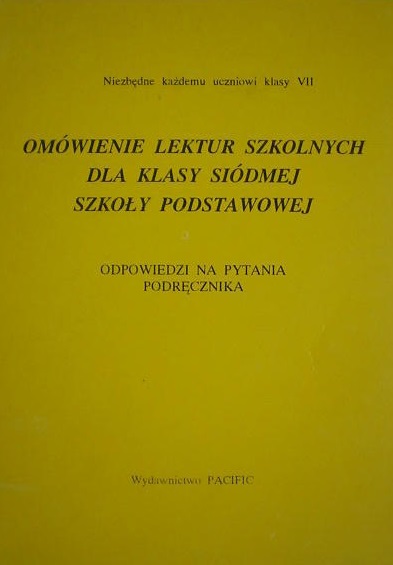 Niezbędne każdemu uczniowi klasy VII
OMÓWIENIE LEKTUR SZKOLNYCH
DLA KLASY SIÓDMEJ
SZKOŁY PODSTAWOWEJ
ODPOWIEDZI NA PYTANIA
PODRĘCZNIKA
Wydawnictwo PACIFIC